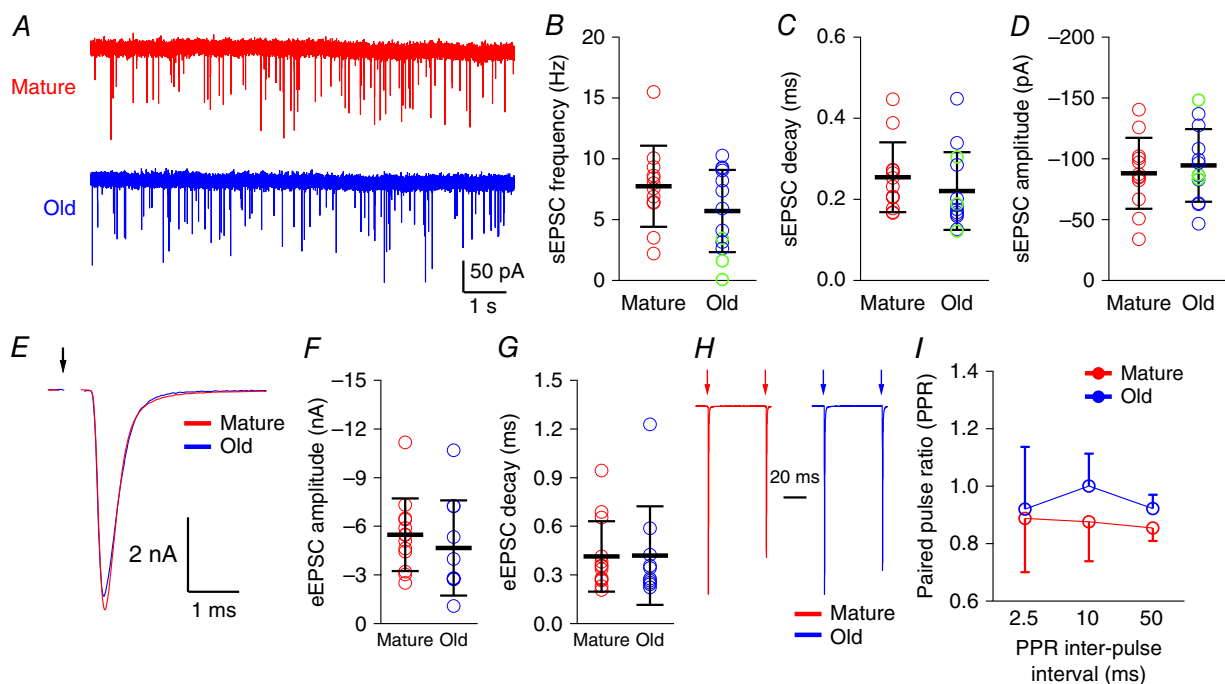 A
Mature
Old
50 pA
1 s
B
sEPSC frequency (Hz)
20
15
10
5
0
Mature Old
C
sEPSC decay (ms)
0.6
0.4
0.2
0.0
Mature Old
D
sEPSC amplitude (pA)
−200
−150
−100
−50
0
Mature Old
E
Mature
Old
2 nA
1 ms
F
eEPSC amplitude (nA)
−15
−12
−9
−6
−3
0
Mature Old
G
eEPSC decay (ms)
1.5
1.2
0.9
0.6
0.3
0.0
Mature Old
H
20 ms
Mature
Old
I
Mature
Old
Paired pulse ratio (PPR)
1.4
1.2
1.0
0.8
0.6
2.5 10 50
PPR inter-pulse
interval (ms)